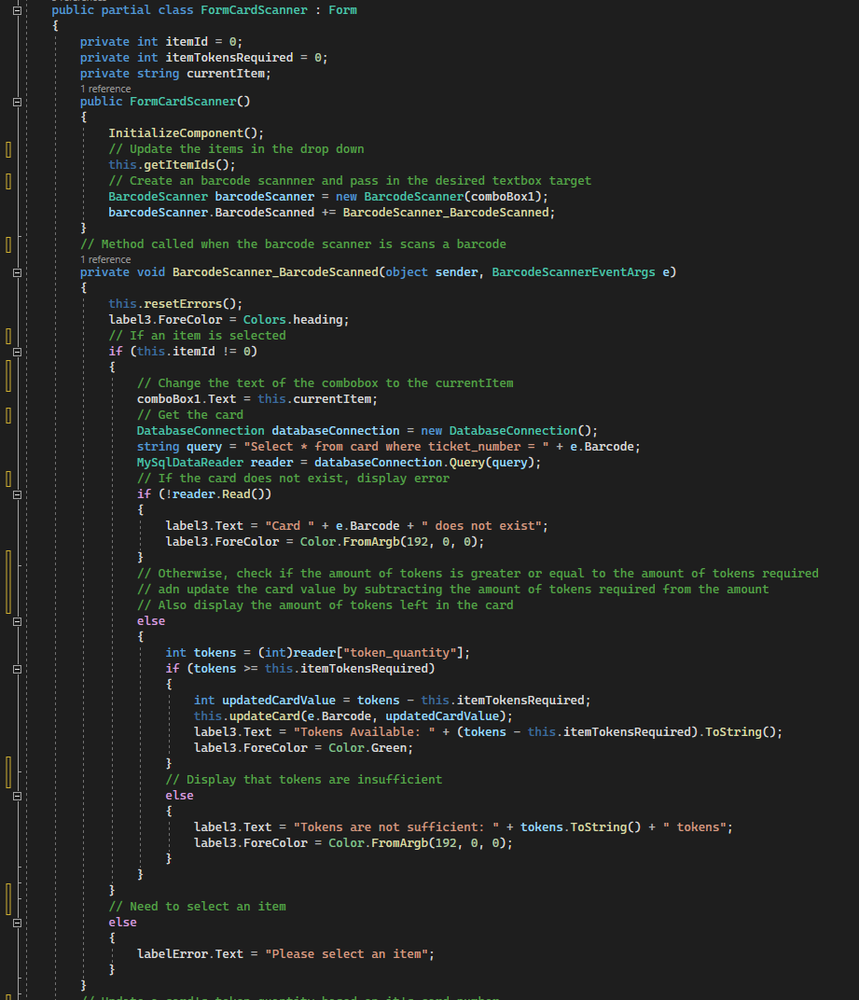 public partial class FormCardScanner : Form
{
private int itemId = 0;
private int itemTokensRequired = 0;
private string currentItem;
1 reference
public FormCardScanner()
{
InitializeComponent();
// Update the items in the drop down
this.getItemIds();
// Create an barcode scannner and pass in the desired textbox target
BarcodeScanner barcodeScanner = new BarcodeScanner(comboBox1);
barcodeScanner.BarcodeScanned += BarcodeScanner_BarcodeScanned;
}
// Method called when the barcode scanner is scans a barcode
1 reference
private void BarcodeScanner_BarcodeScanned(object sender, BarcodeScannerEventArgs e)
{
this.resetErrors();
label3.ForeColor = Colors.heading;
// If an item is selected
if (this.itemId != 0)
{
// Change the text of the combobox to the currentItem
comboBox1.Text = this.currentItem;
// Get the card
DatabaseConnection databaseConnection = new DatabaseConnection();
string query = "Select * from card where ticket_number = " + e.Barcode;
MySqlDataReader reader = databaseConnection.Query(query);
// If the card does not exist, display error
if (!reader.Read())
{
label3.Text = "Card " + e.Barcode + " does not exist";
label3.ForeColor = Color.FromArgb(192, 0, 0);
}
// Otherwise, check if the amount of tokens is greater or equal to the amount of tokens required
// adn update the card value by subtracting the amount of tokens required from the amount
// Also display the amount of tokens left in the card
else
{
int tokens = (int)reader["token_quantity"];
if (tokens >= this.itemTokensRequired)
{
int updatedCardValue = tokens - this.itemTokensRequired;
this.updateCard(e.Barcode, updatedCardValue);
label3.Text = "Tokens Available: " + (tokens - this.itemTokensRequired).ToString();
label3.ForeColor = Color.Green;
}
// Display that tokens are insufficient
else
{
label3.Text = "Tokens are not sufficient: " + tokens.ToString() + " tokens";
label3.ForeColor = Color.FromArgb(192, 0, 0);
}
}
}
// Need to select an item
else
{
labelError.Text = "Please select an item";
}
}